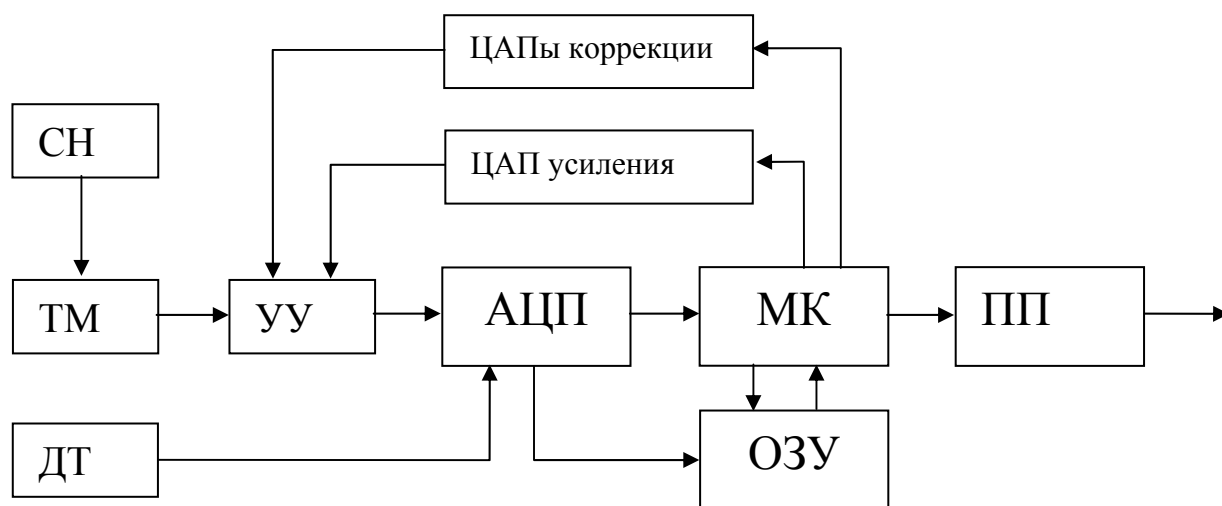 ЦАПы коррекции
СН
ЦАП усиления
ТМ
УУ
АЦП
МК
ПП
ДТ
ОЗУ